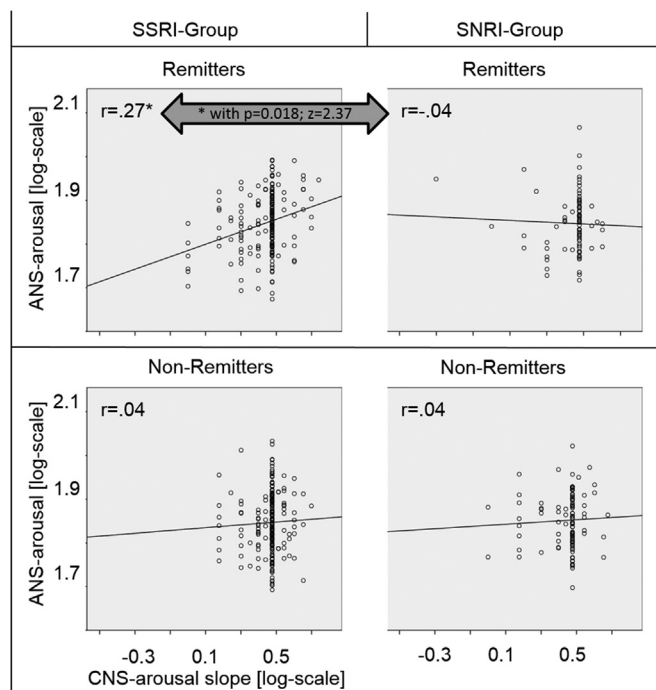 SSRI-Group SNRI-Group
Remitters Remitters
2.1
r=.27* * with p=0.018; z=2.37 r=-.04
1.9
1.7
ANS-arousal [log-scale]
Non-Remitters Non-Remitters
2.1
r=.04 r=.04
1.9
1.7
ANS-arousal [log-scale]
-0.3 0.1 0.5 -0.3 0.1 0.5
CNS-arousal slope [log-scale]